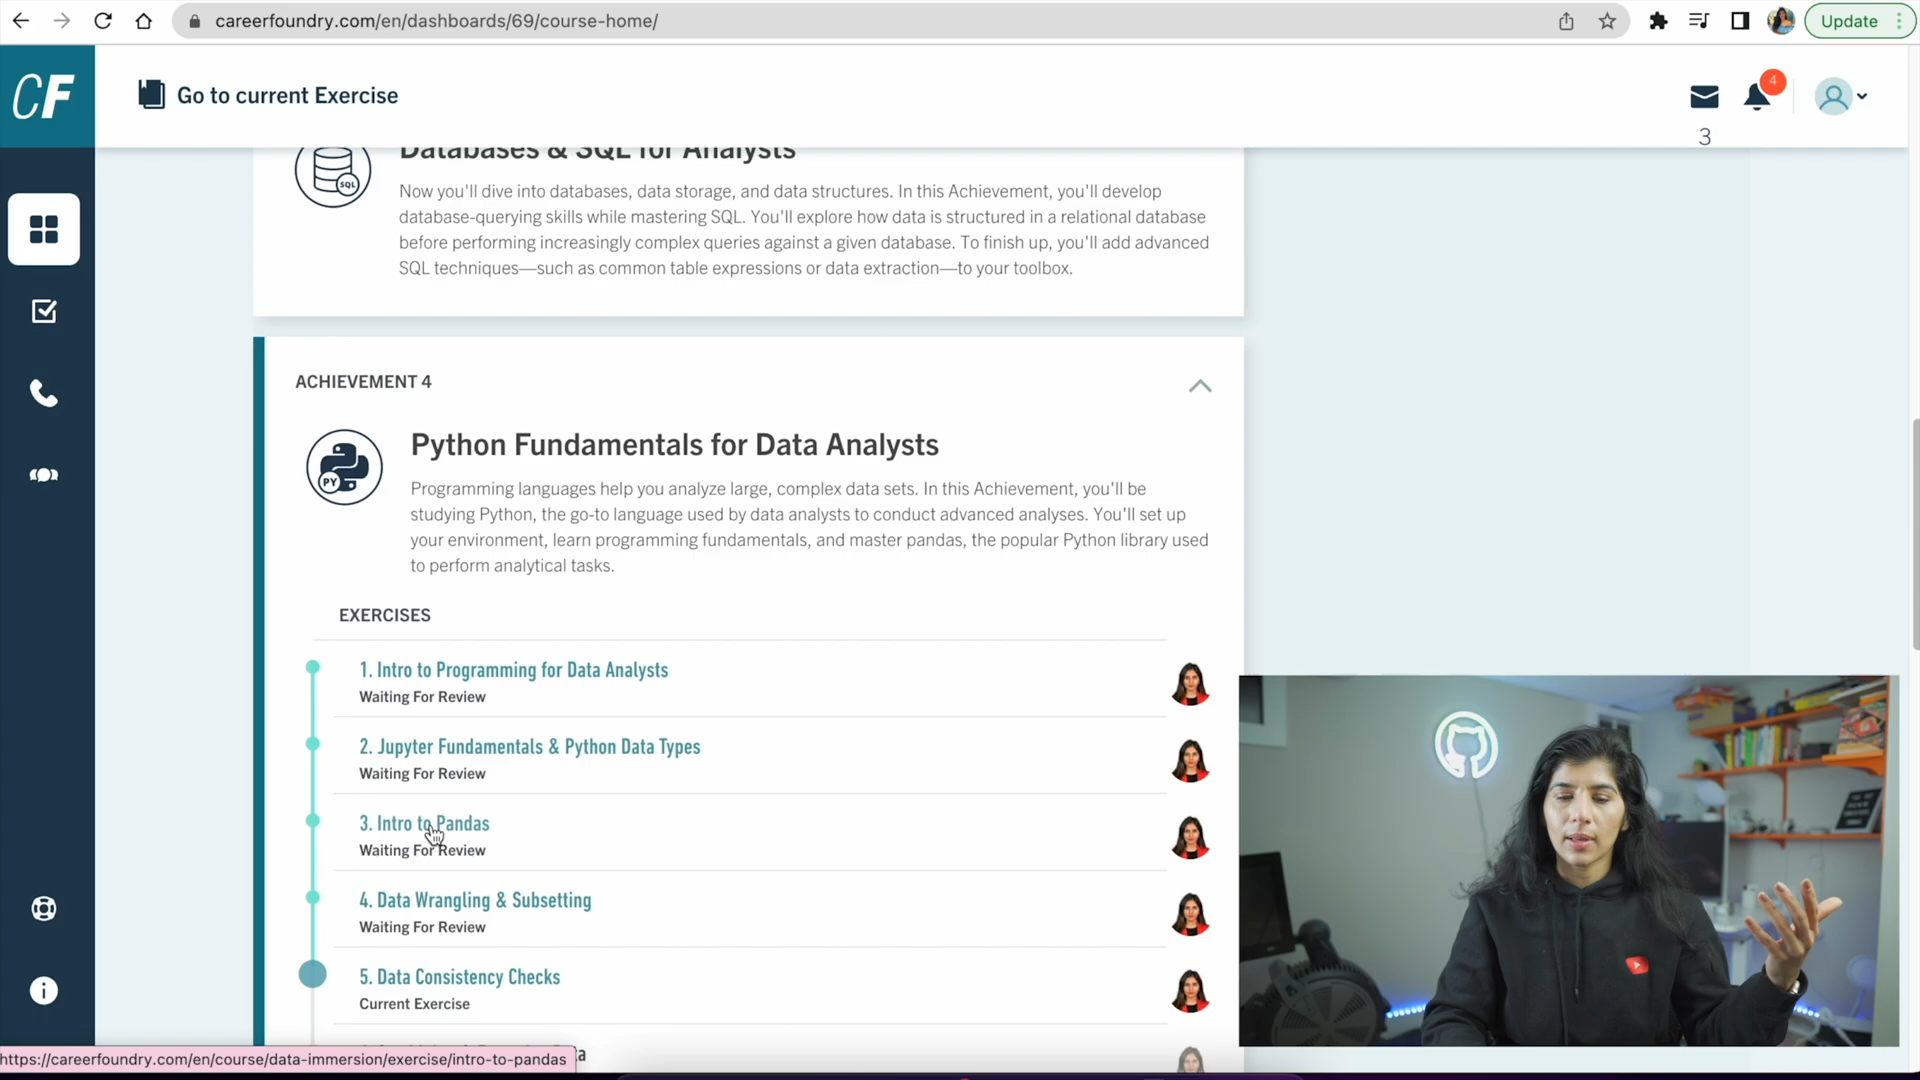 careerfoundry.com/en/dashboards/69/course-home/
Update
CF
Go to current Exercise
4
3
Databases & SQL for Analysts
SQL
Now you'll dive into databases, data storage, and data structures. In this Achievement, you'll develop
database-querying skills while mastering SQL. You'll explore how data is structured in a relational database
before performing increasingly complex queries against a given database. To finish up, you'll add advanced
SQL techniques—such as common table expressions or data extraction—to your toolbox.
ACHIEVEMENT 4
PY
Python Fundamentals for Data Analysts
Programming languages help you analyze large, complex data sets. In this Achievement, you'll be
studying Python, the go-to language used by data analysts to conduct advanced analyses. You'll set up
your environment, learn programming fundamentals, and master pandas, the popular Python library used
to perform analytical tasks.
EXERCISES
1. Intro to Programming for Data Analysts
Waiting For Review
2. Jupyter Fundamentals & Python Data Types
Waiting For Review
3. Intro to Pandas
Waiting For Review
4. Data Wrangling & Subsetting
Waiting For Review
5. Data Consistency Checks
Current Exercise
https://careerfoundry.com/en/course/data-immersion/exercise/intro-to-pandas